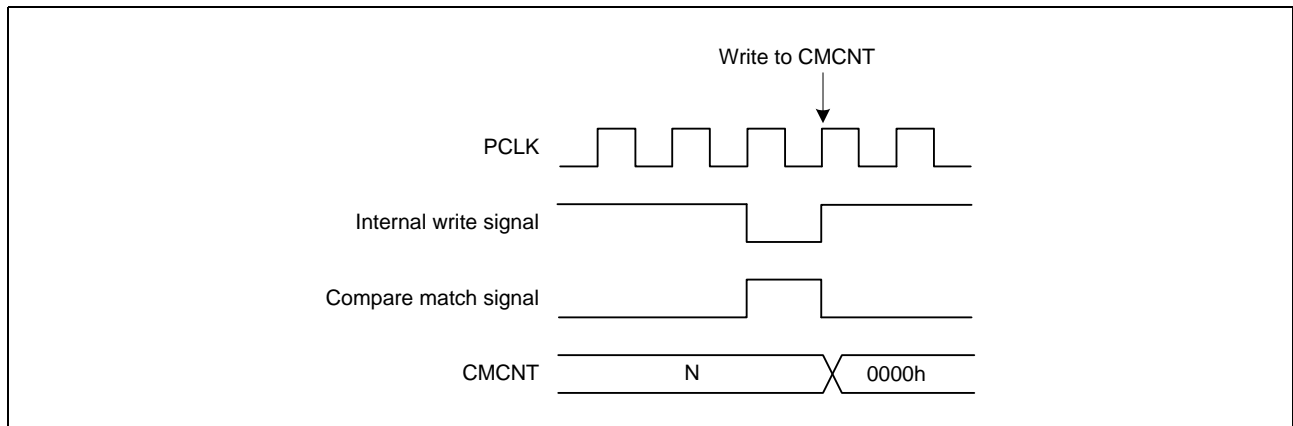 Write to CMCNT
PCLK
Internal write signal
Compare match signal
CMCNT N 0000h